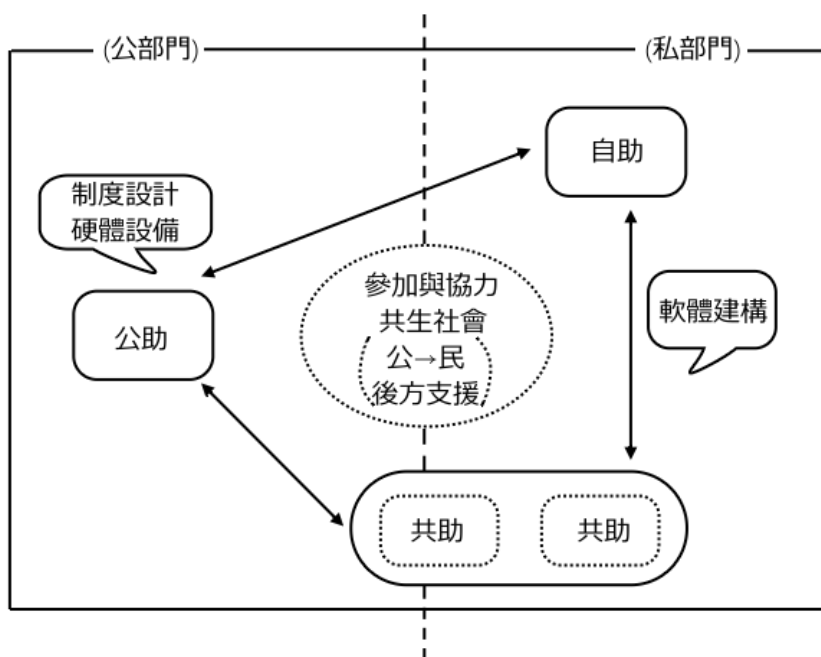 (公部門)
(私部門)
自助
制度設計
硬體設備
參加與協力
共生社會
公→民
後方支援
軟體建構
公助
共助
共助